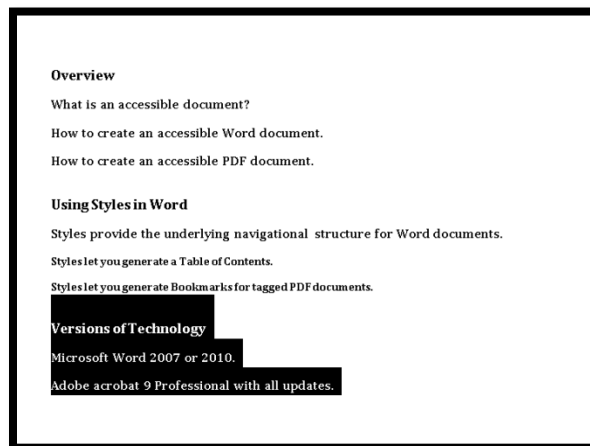 Overview
What is an accessible document?
How to create an accessible Word document.
How to create an accessible PDF document.
Using Styles in Word
Styles provide the underlying navigational structure for Word documents.
Styles let you generate a Table of Contents.
Styles let you generate Bookmarks for tagged PDF documents.
Versions of Technology
Microsoft Word 2007 or 2010.
Adobe acrobat 9 Professional with all updates.